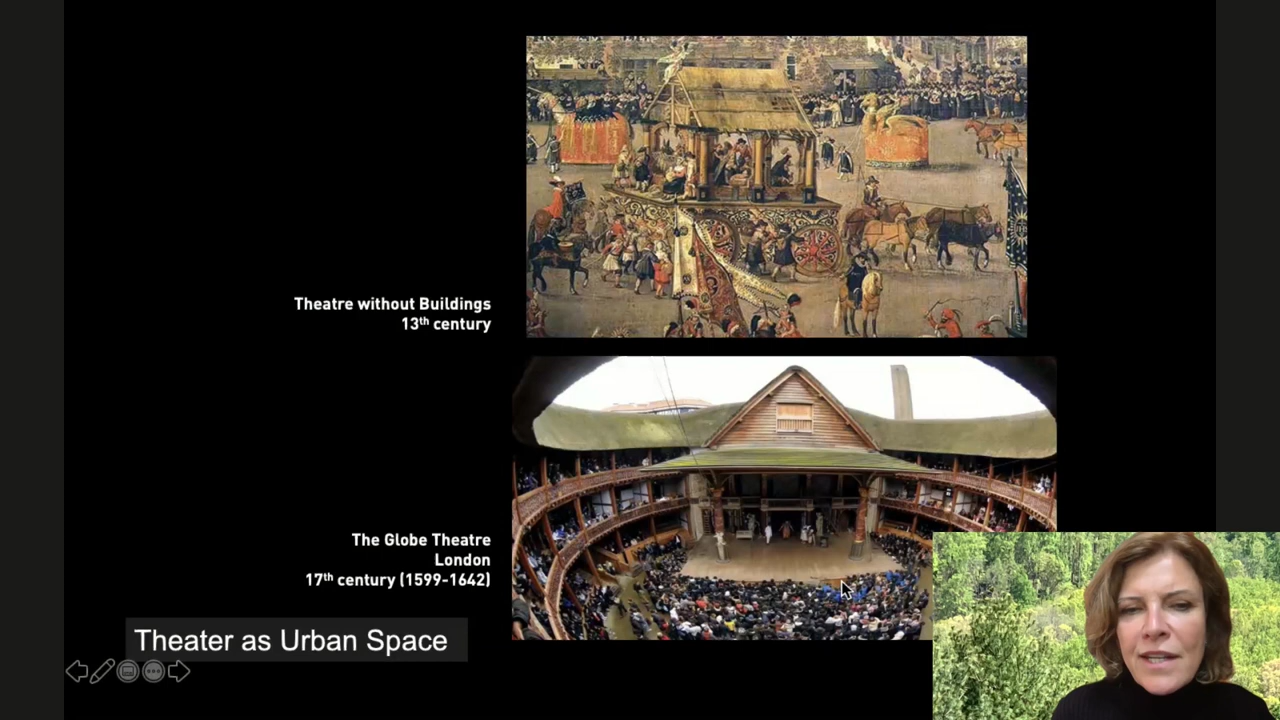 Theatre without Buildings
13th century
The Globe Theatre
London
17th century (1599-1642)
Theater as Urban Space